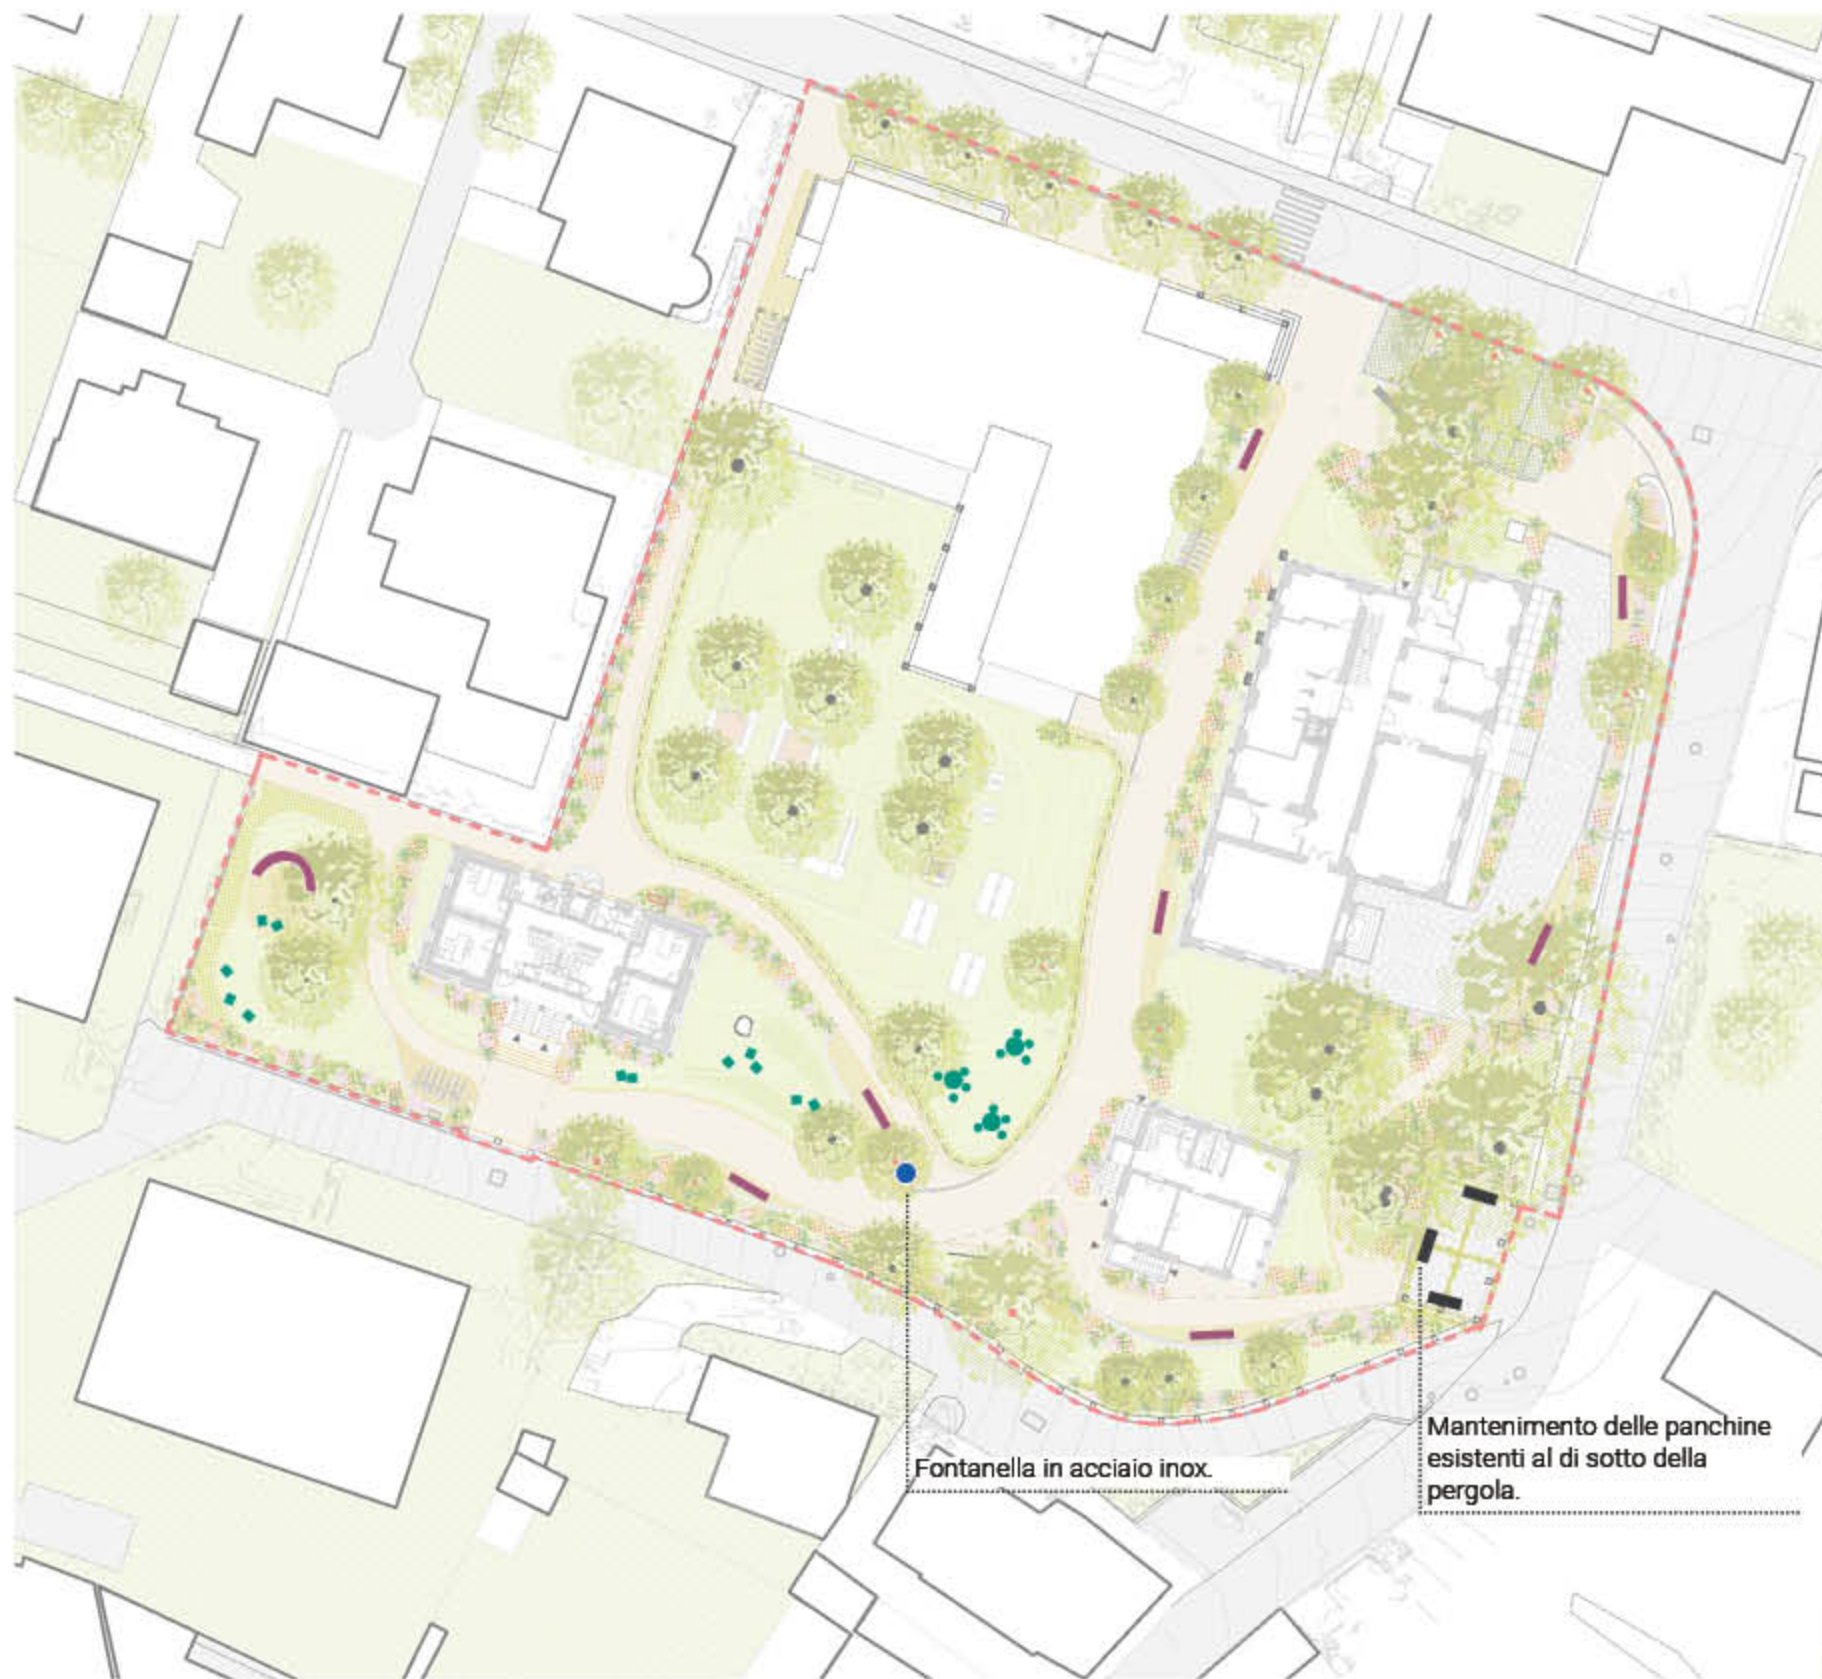 Fontanella in acciaio inox.
Mantenimento delle panchine
esistenti al di sotto della
pergola.